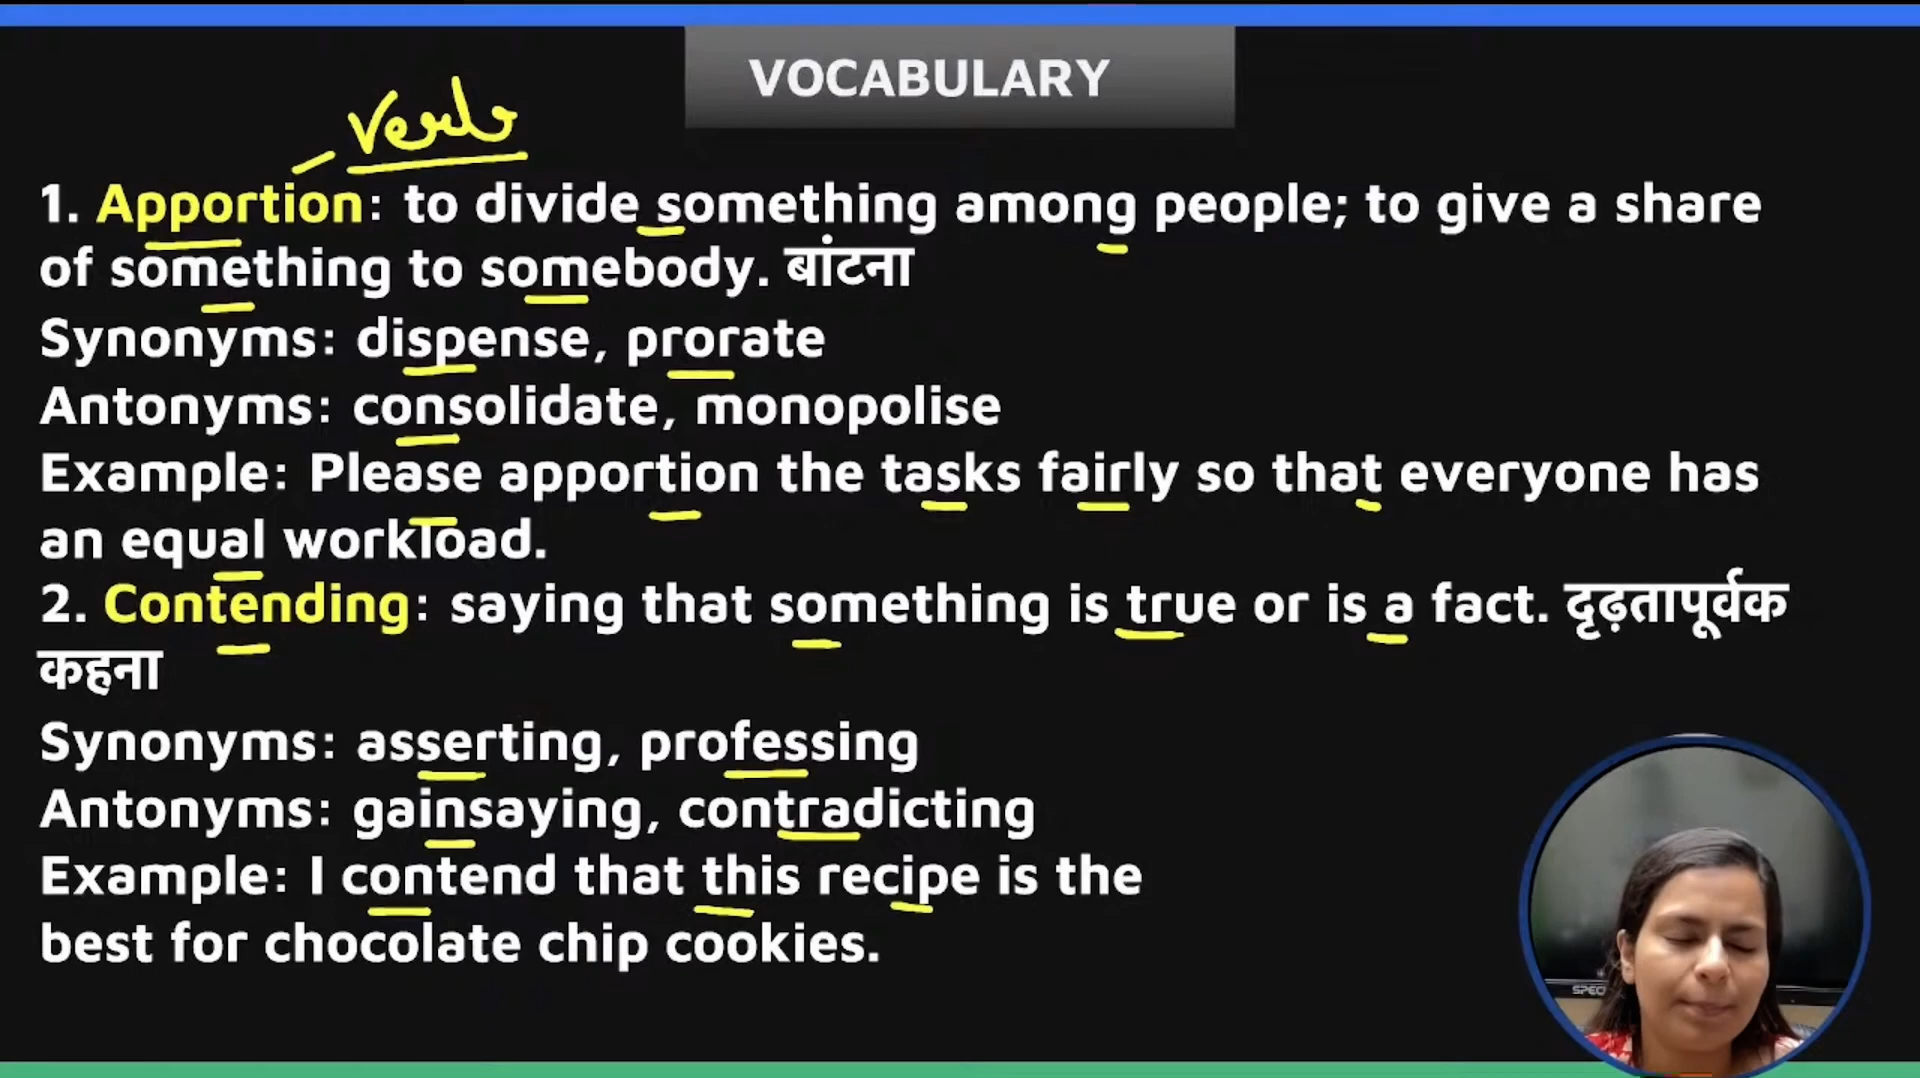 VOCABULARY
- Verb
1. Apportion: to divide something among people; to give a share
of something to somebody. बांटना
Synonyms: dispense, prorate
Antonyms: consolidate, monopolise
Example: Please apportion the tasks fairly so that everyone has
an equal workload.
2. Contending: saying that something is true or is a fact. दृढ़तापूर्वक
कहना
Synonyms: asserting, professing
Antonyms: gainsaying, contradicting
Example: I contend that this recipe is the
best for chocolate chip cookies.